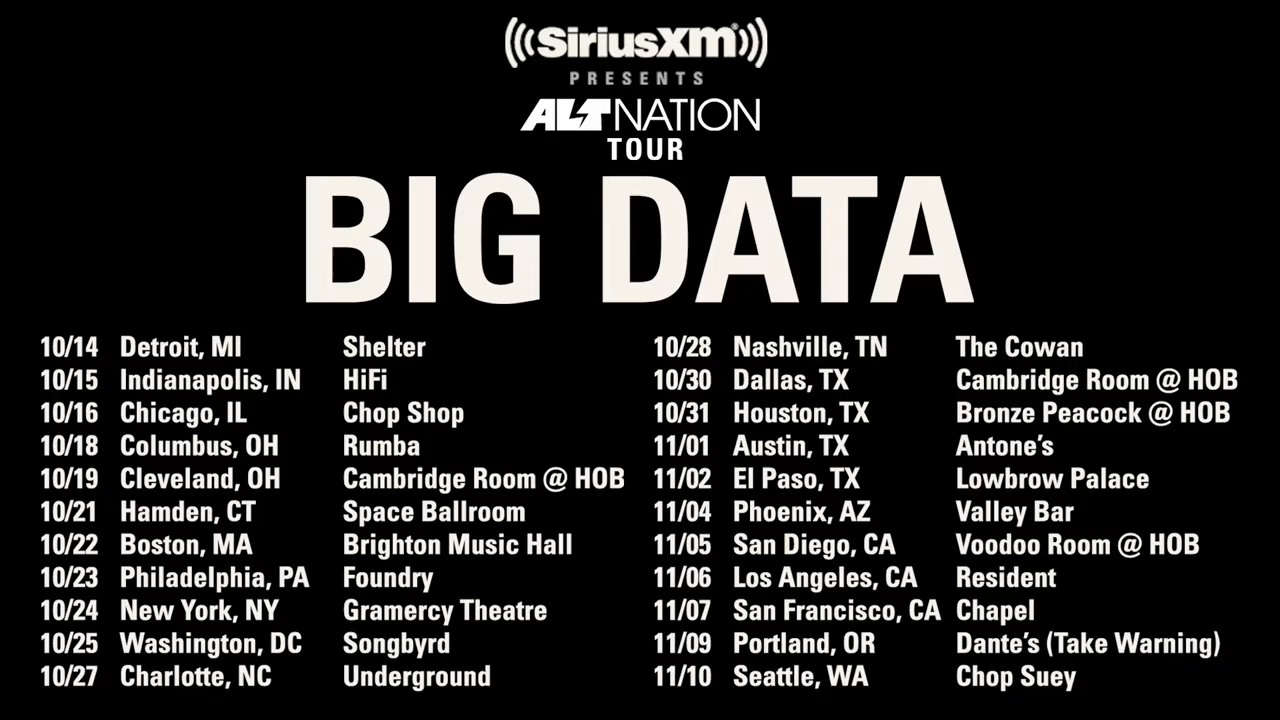 SiriusXM
PRESENTS
ALT NATION
TOUR
BIG DATA
10/14 Detroit, MI Shelter
10/15 Indianapolis, IN HiFi
10/16 Chicago, IL Chop Shop
10/18 Columbus, OH Rumba
10/19 Cleveland, OH Cambridge Room @ HOB
10/21 Hamden, CT Space Ballroom
10/22 Boston, MA Brighton Music Hall
10/23 Philadelphia, PA Foundry
10/24 New York, NY Gramercy Theatre
10/25 Washington, DC Songbyrd
10/27 Charlotte, NC Underground
10/28 Nashville, TN The Cowan
10/30 Dallas, TX Cambridge Room @ HOB
10/31 Houston, TX Bronze Peacock @ HOB
11/01 Austin, TX Antone's
11/02 El Paso, TX Lowbrow Palace
11/04 Phoenix, AZ Valley Bar
11/05 San Diego, CA Voodoo Room @ HOB
11/06 Los Angeles, CA Resident
11/07 San Francisco, CA Chapel
11/09 Portland, OR Dante's (Take Warning)
11/10 Seattle, WA Chop Suey